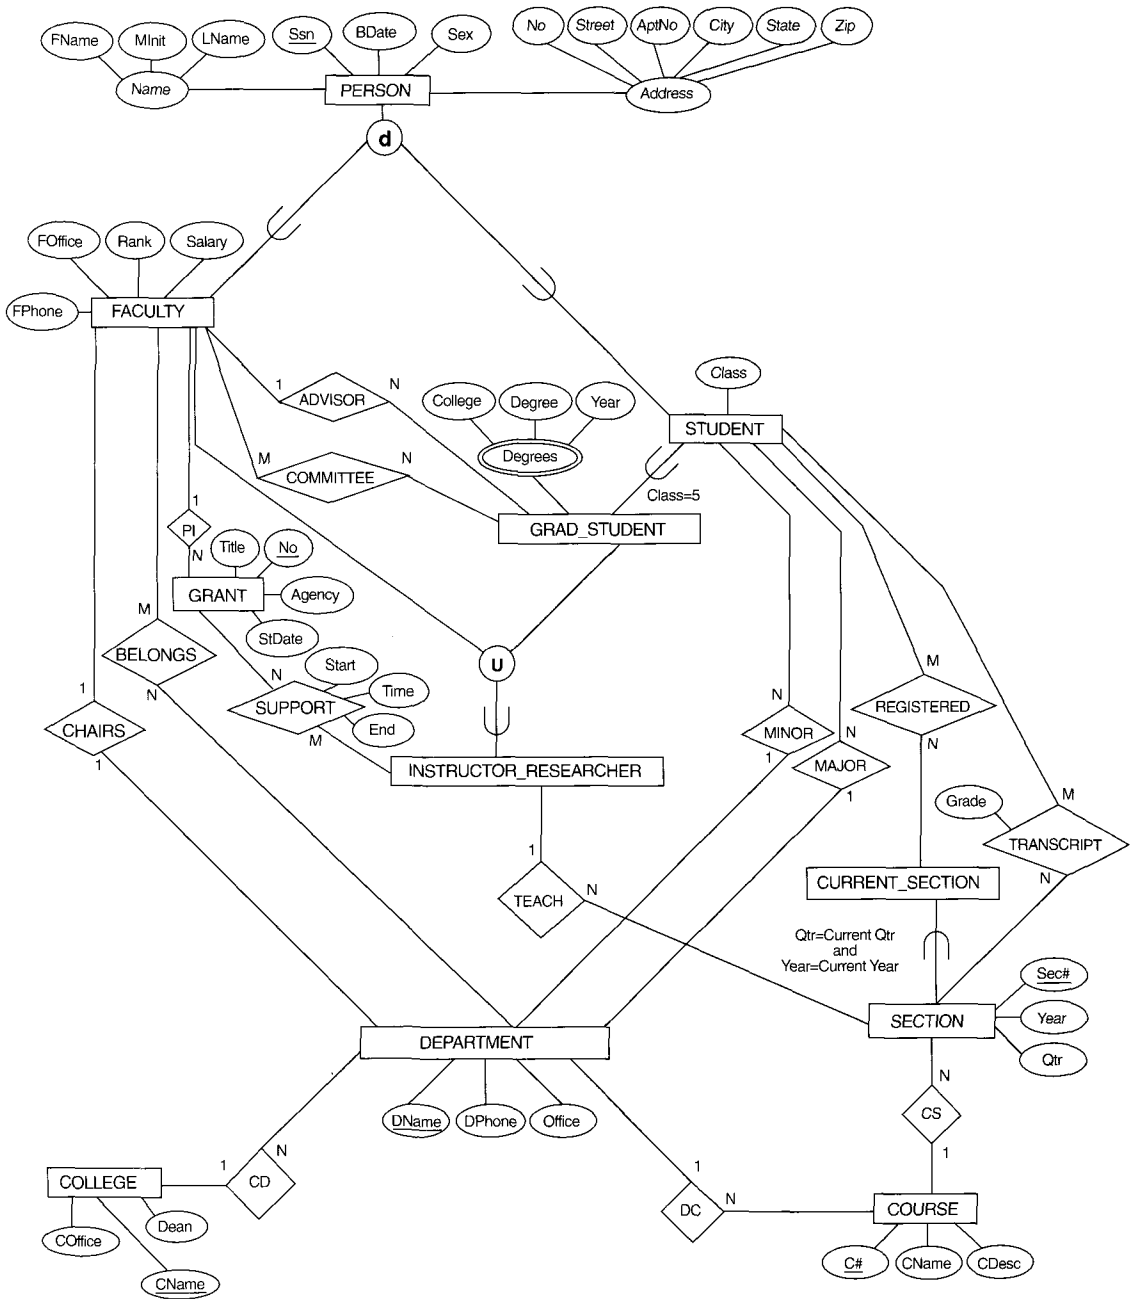 No
Street
AptNo
City
State
Zip
FName
MInit
LName
Ssn
BDate
Sex
Name
PERSON
Address
d
FOffice
Rank
Salary
FPhone
FACULTY
Class
1
ADVISOR
N
College
Degree
Year
STUDENT
Degrees
M
COMMITTEE
N
Class=5
1
PI
N
GRAD_STUDENT
Title
No
GRANT
Agency
StDate
M
BELONGS
N
U
Start
Time
End
N
SUPPORT
M
M
REGISTERED
N
1
CHAIRS
1
N
MINOR
1
N
MAJOR
1
INSTRUCTOR_RESEARCHER
Grade
M
TRANSCRIPT
N
1
TEACH
N
CURRENT_SECTION
Qtr=Current Qtr
and
Year=Current Year
Sec#
SECTION
Year
Qtr
DEPARTMENT
DName
DPhone
Office
N
CS
1
1
CD
N
COLLEGE
COffice
Dean
CName
1
DC
N
COURSE
C#
CName
CDesc